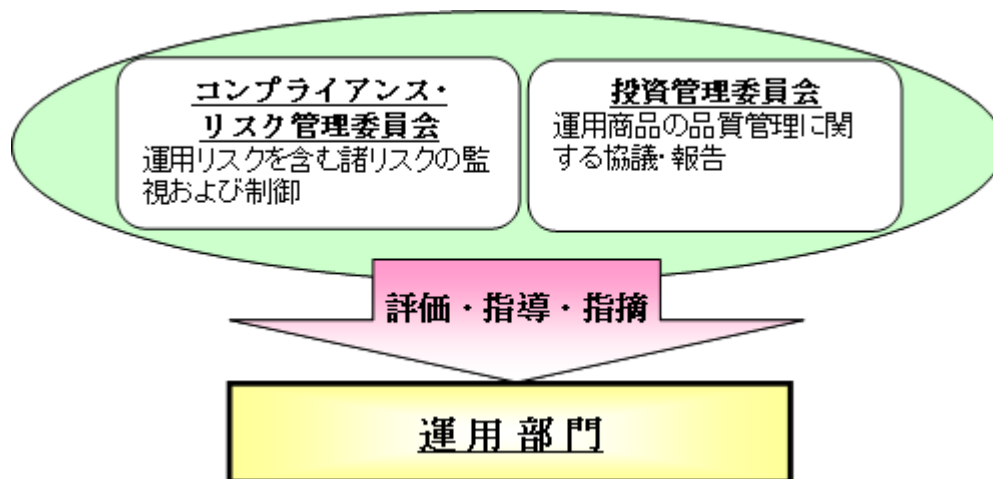 コンプライアンス・
リスク管理委員会
運用リスクを含む諸リスクの監
視および制御
投資管理委員会
運用商品の品質管理に関
する協議・報告
評価・指導・指摘
運用部門